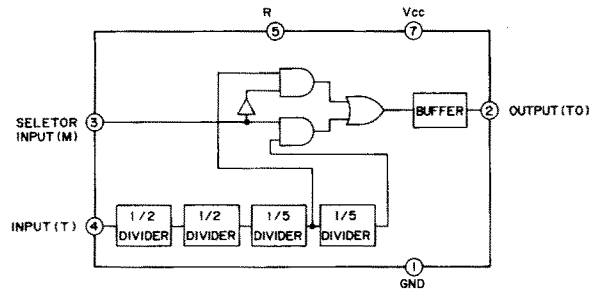 R
Vcc
5
7
SELETOR
INPUT(M)
3
BUFFER
2
OUTPUT(TO)
INPUT(T)
4
1/2
DIVIDER
1/2
DIVIDER
1/5
DIVIDER
1/5
DIVIDER
1
GND